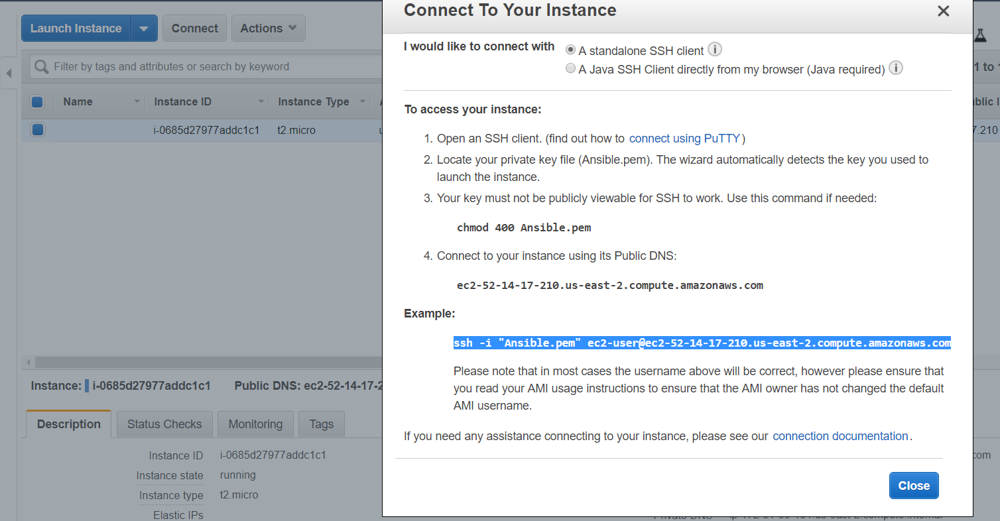 Connect To Your Instance
Launch Instance
Connect
Actions
I would like to connect with
A standalone SSH client
A Java SSH Client directly from my browser (Java required)
Filter by tags and attributes or search by keyword
1 to
Name
Instance ID
Instance Type
i-0685d27977addc1c1
t2.micro
7.210
To access your instance:
1. Open an SSH client. (find out how to connect using PuTTY)
2. Locate your private key file (Ansible.pem). The wizard automatically detects the key you used to
launch the instance.
3. Your key must not be publicly viewable for SSH to work. Use this command if needed:
chmod 400 Ansible.pem
4. Connect to your instance using its Public DNS:
ec2-52-14-17-210.us-east-2.compute.amazonaws.com
Example:
ssh -i "Ansible.pem" ec2-user@ec2-52-14-17-210.us-east-2.compute.amazonaws.com
Please note that in most cases the username above will be correct, however please ensure that
you read your AMI usage instructions to ensure that the AMI owner has not changed the default
AMI username.
If you need any assistance connecting to your instance, please see our connection documentation.
Close
Instance: i-0685d27977addc1c1
Public DNS: ec2-52-14-17-2
Description
Status Checks
Monitoring
Tags
Instance ID i-0685d27977addc1c1
Instance state running
Instance type t2.micro
Elastic IPs
com